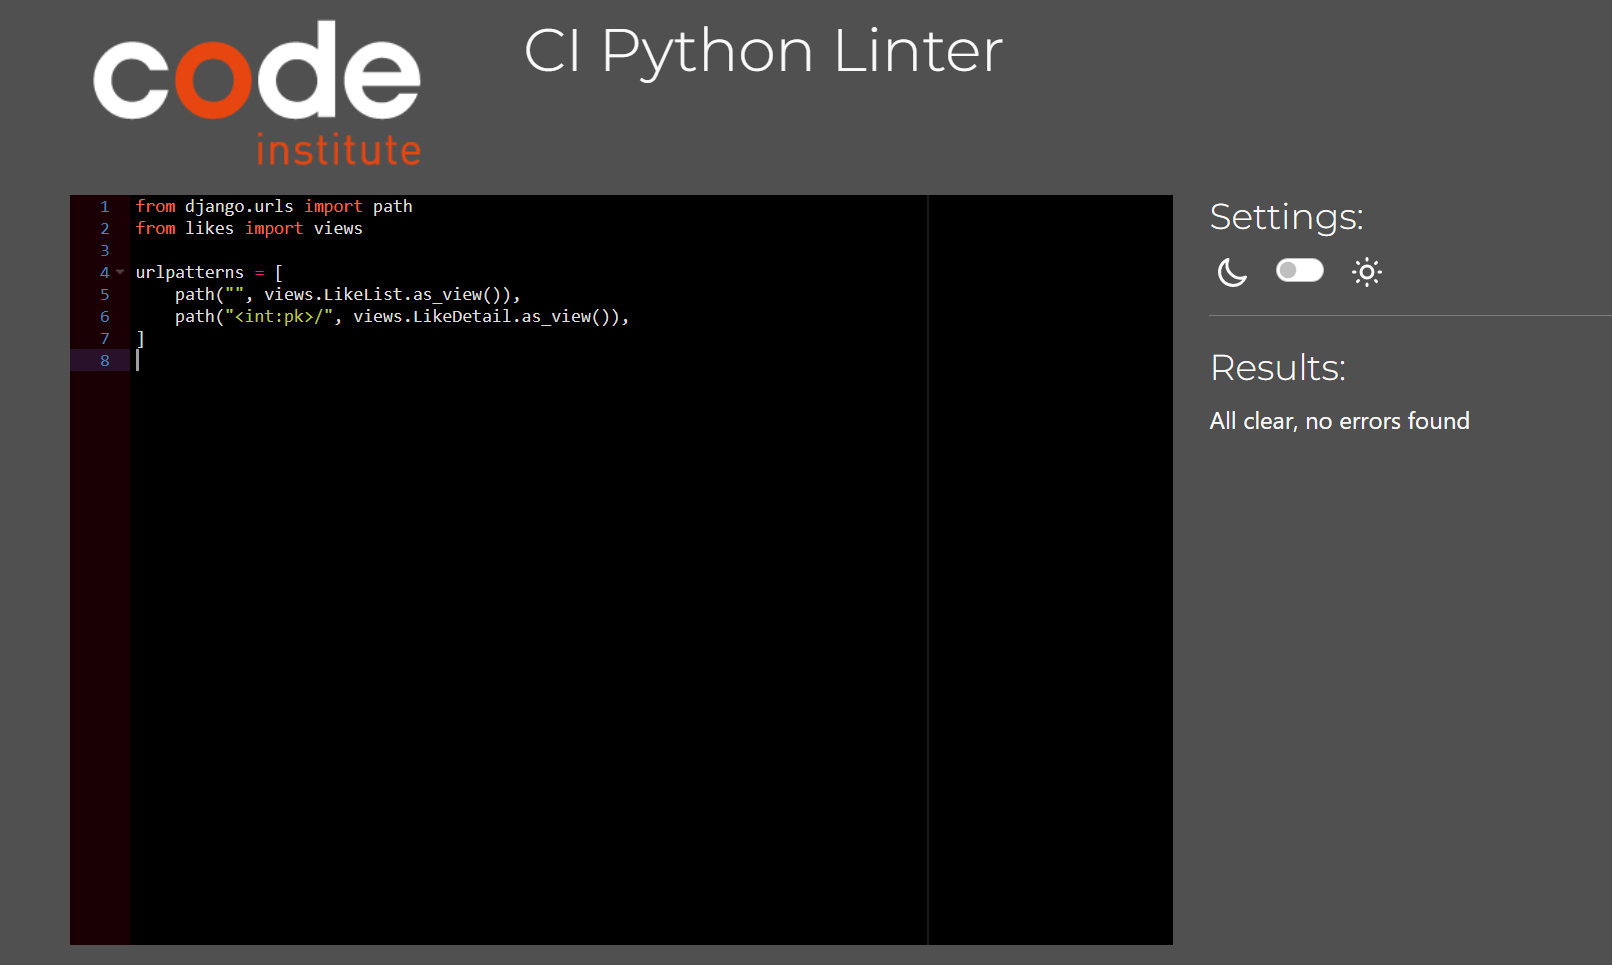 code
institute
CI Python Linter
1 from django.urls import path
2 from likes import views
3
4 urlpatterns = [
5     path("", views.LikeList.as_view()),
6     path("<int:pk>/", views.LikeDetail.as_view()),
7 ]
8
Settings:
Results:
All clear, no errors found